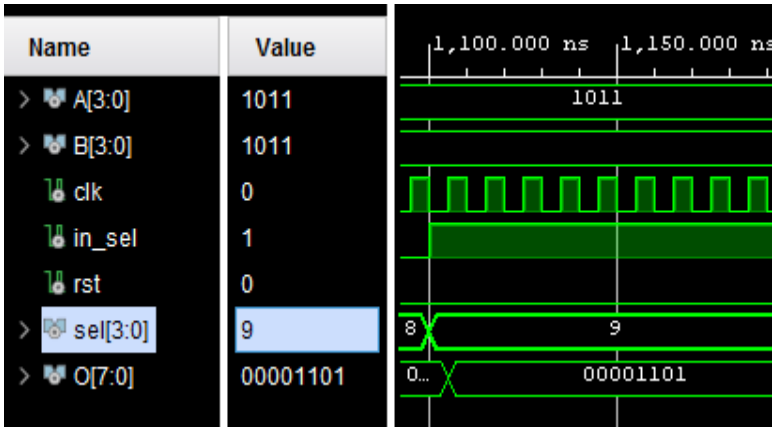 Name Value 1,100.000 ns 1,150.000 ns
A[3:0] 1011 1011
B[3:0] 1011
clk 0
in_sel 1
rst 0
sel[3:0] 9 8 9
O[7:0] 00001101 0... 00001101